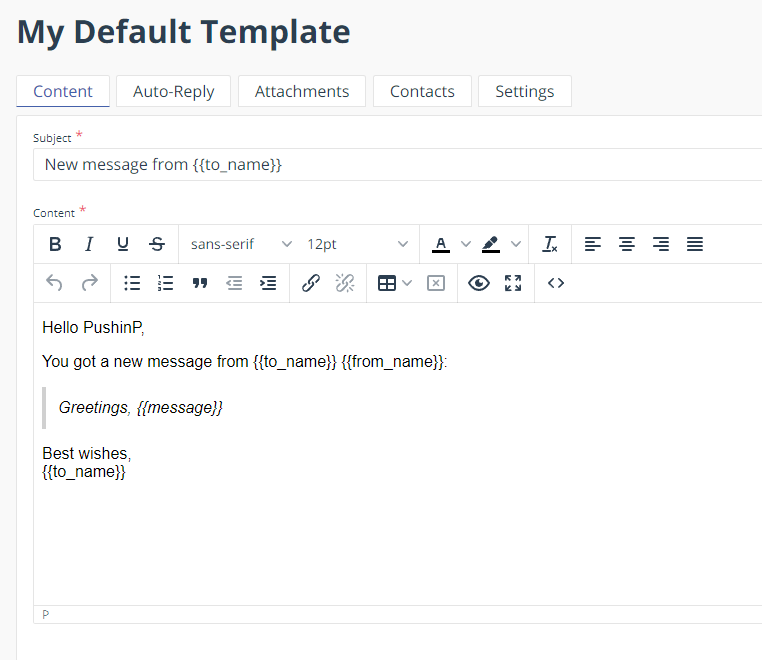 My Default Template
Content Auto-Reply Attachments Contacts Settings
Subject *
New message from {{to_name}}
Content *
B I U S sans-serif 12pt A Tx
Hello PushinP,
You got a new message from {{to_name}} {{from_name}}:
Greetings, {{message}}
Best wishes,
{{to_name}}
P